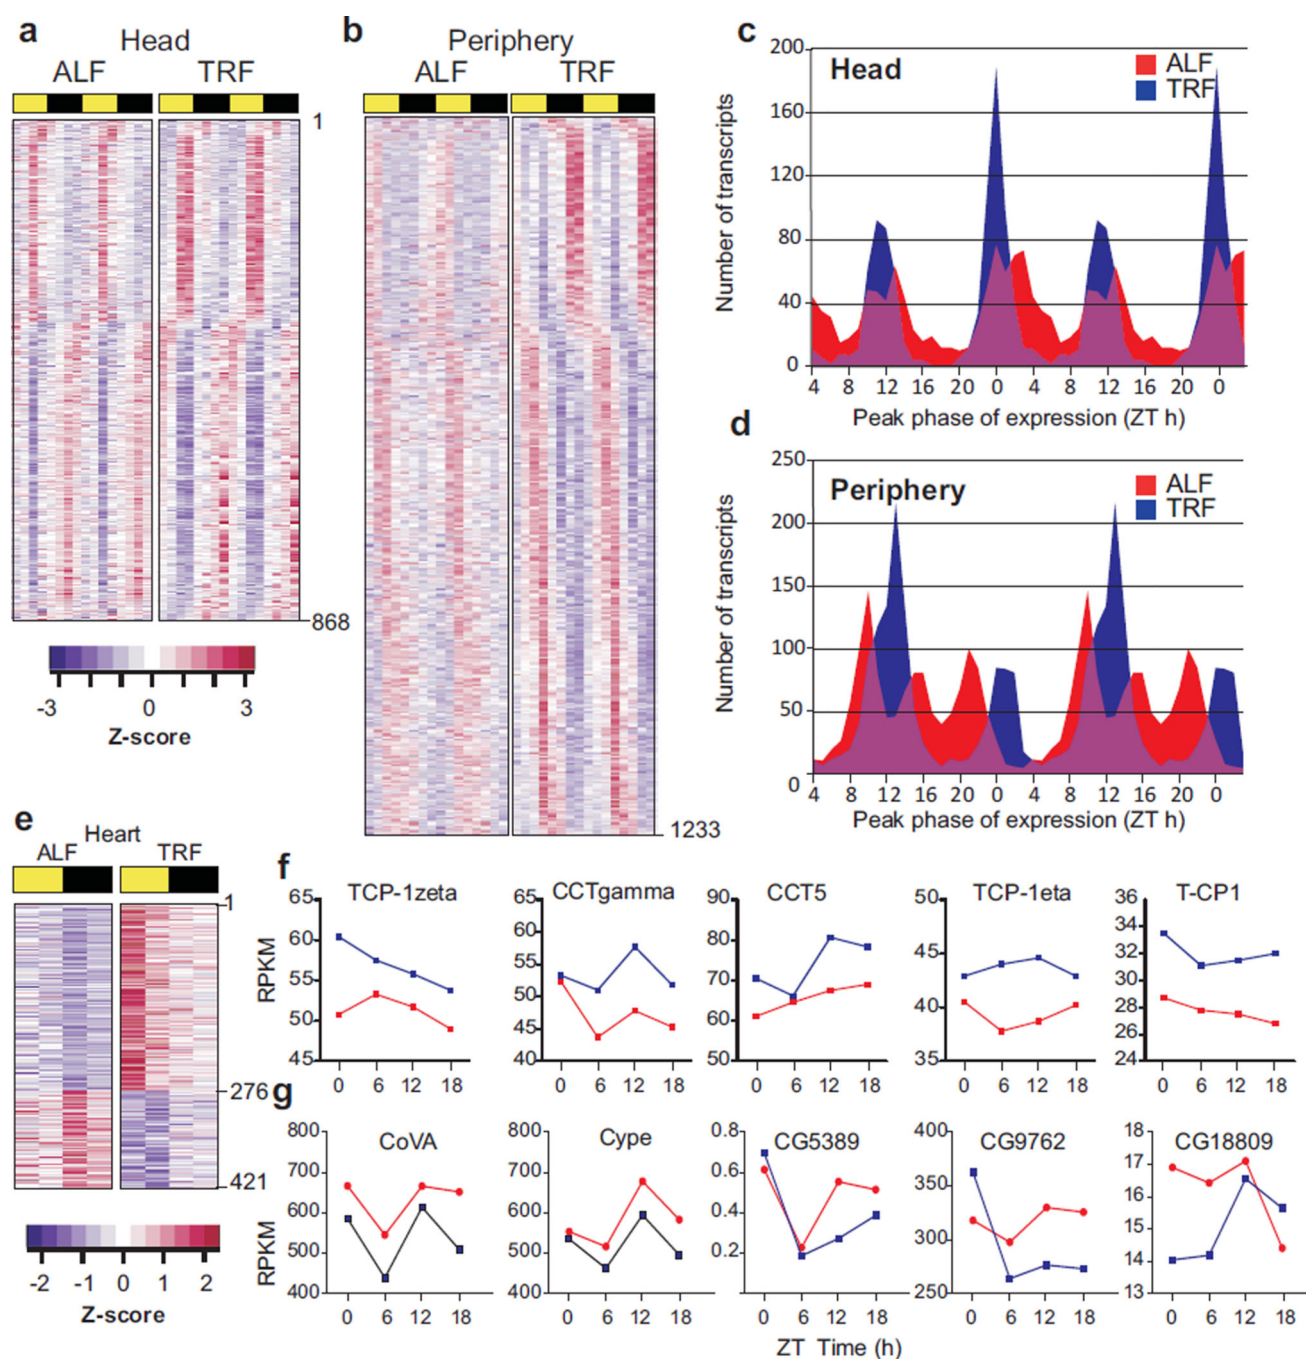 a
Head
ALF TRF
1
868
-3 0 3
Z-score
b
Periphery
ALF TRF
1233
c
Head
ALF
TRF
Number of transcripts
200
160
120
80
40
0
4 8 12 16 20 0 4 8 12 16 20 0
Peak phase of expression (ZT h)
d
Periphery
ALF
TRF
Number of transcripts
250
200
150
100
50
0
4 8 12 16 20 0 4 8 12 16 20 0
Peak phase of expression (ZT h)
e
Heart
ALF TRF
1
276
421
-2 -1 0 1 2
Z-score
f
RPKM
TCP-1zeta
65
60
55
50
45
0 6 12 18
CCTgamma
65
60
55
50
45
40
0 6 12 18
CCT5
90
80
70
60
50
0 6 12 18
TCP-1eta
50
45
40
35
0 6 12 18
T-CP1
36
34
32
30
28
26
24
0 6 12 18
g
RPKM
CoVA
800
700
600
500
400
0 6 12 18
Cype
800
700
600
500
400
0 6 12 18
CG5389
0.8
0.6
0.4
0.2
0 6 12 18
CG9762
400
350
300
250
0 6 12 18
CG18809
18
17
16
15
14
13
0 6 12 18
ZT Time (h)